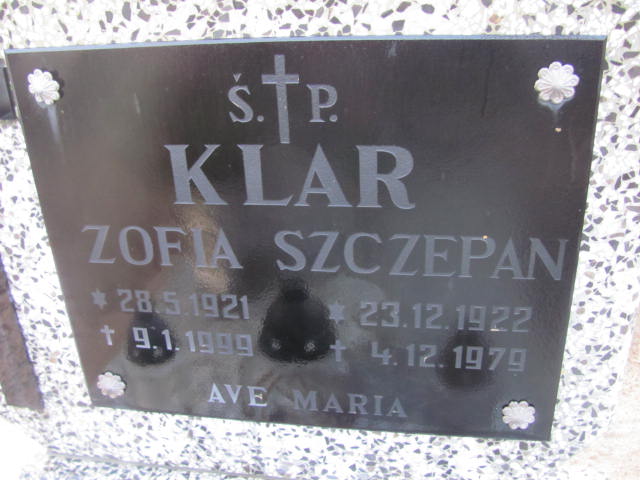 Ś. P.
KLAR
ZOFIA SZCZEPAN
* 28.5.1921 * 23.12.1922
† 9.1.1999 † 4.12.1979
AVE MARIA